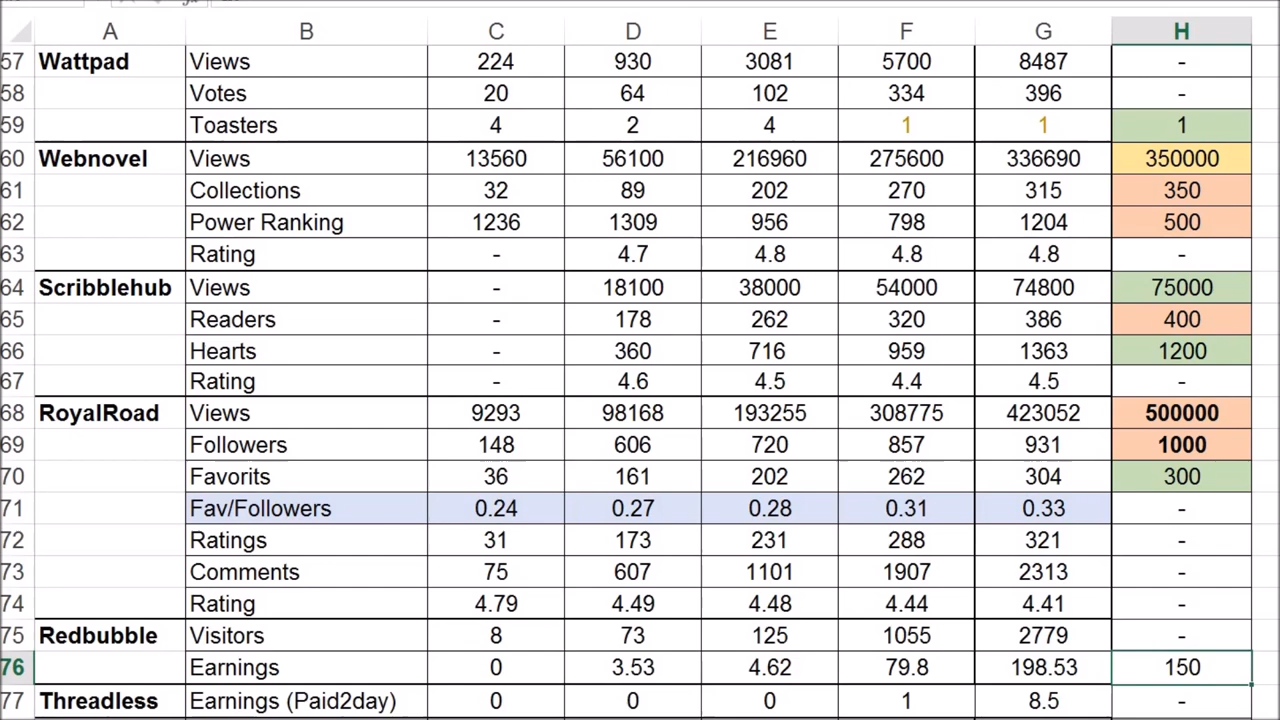 A B C D E F G H
57 Wattpad Views 224 930 3081 5700 8487 -
58 Votes 20 64 102 334 396 -
59 Toasters 4 2 4 1 1 1
60 Webnovel Views 13560 56100 216960 275600 336690 350000
61 Collections 32 89 202 270 315 350
62 Power Ranking 1236 1309 956 798 1204 500
63 Rating - 4.7 4.8 4.8 4.8 -
64 Scribblehub Views - 18100 38000 54000 74800 75000
65 Readers - 178 262 320 386 400
66 Hearts - 360 716 959 1363 1200
67 Rating - 4.6 4.5 4.4 4.5 -
68 RoyalRoad Views 9293 98168 193255 308775 423052 500000
69 Followers 148 606 720 857 931 1000
70 Favorits 36 161 202 262 304 300
71 Fav/Followers 0.24 0.27 0.28 0.31 0.33 -
72 Ratings 31 173 231 288 321 -
73 Comments 75 607 1101 1907 2313 -
74 Rating 4.79 4.49 4.48 4.44 4.41 -
75 Redbubble Visitors 8 73 125 1055 2779 -
76 Earnings 0 3.53 4.62 79.8 198.53 150
77 Threadless Earnings (Paid2day) 0 0 0 1 8.5 -